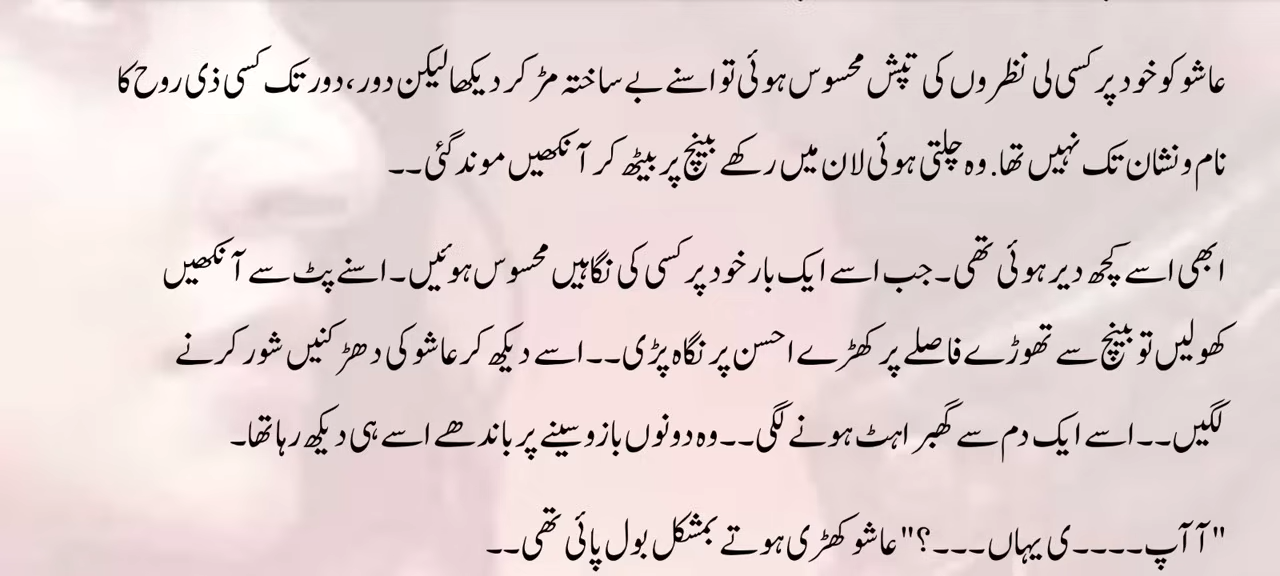 عاشو کو خود پر کسی لی نظروں کی تپش محسوس ہوئی تو اسنے بے ساختہ مڑ کر دیکھا لیکن دور،دور تک کسی ذی روح کا
نام و نشان تک نہیں تھا. وہ چلتی ہوئی لان میں رکھے بینچ پر بیٹھ کر آنکھیں موند گئی۔۔
ابھی اسے کچھ دیر ہوئی تھی۔جب اسے ایک بار خود پر کسی کی نگاہیں محسوس ہوئیں۔اسنے پٹ سے آنکھیں
کھولیں تو بینچ سے تھوڑے فاصلے پر کھڑے احسن پر نگاہ پڑی۔۔اسے دیکھ کر عاشو کی دھڑکنیں شور کرنے
لگیں۔۔اسے ایک دم سے گھبراہٹ ہونے لگی۔۔وہ دونوں بازو سینے پر باندھے اسے ہی دیکھ رہا تھا۔
"آآپ۔۔۔۔ی یہاں۔۔۔؟"عاشو کھڑی ہوتے بمشکل بول پائی تھی۔۔